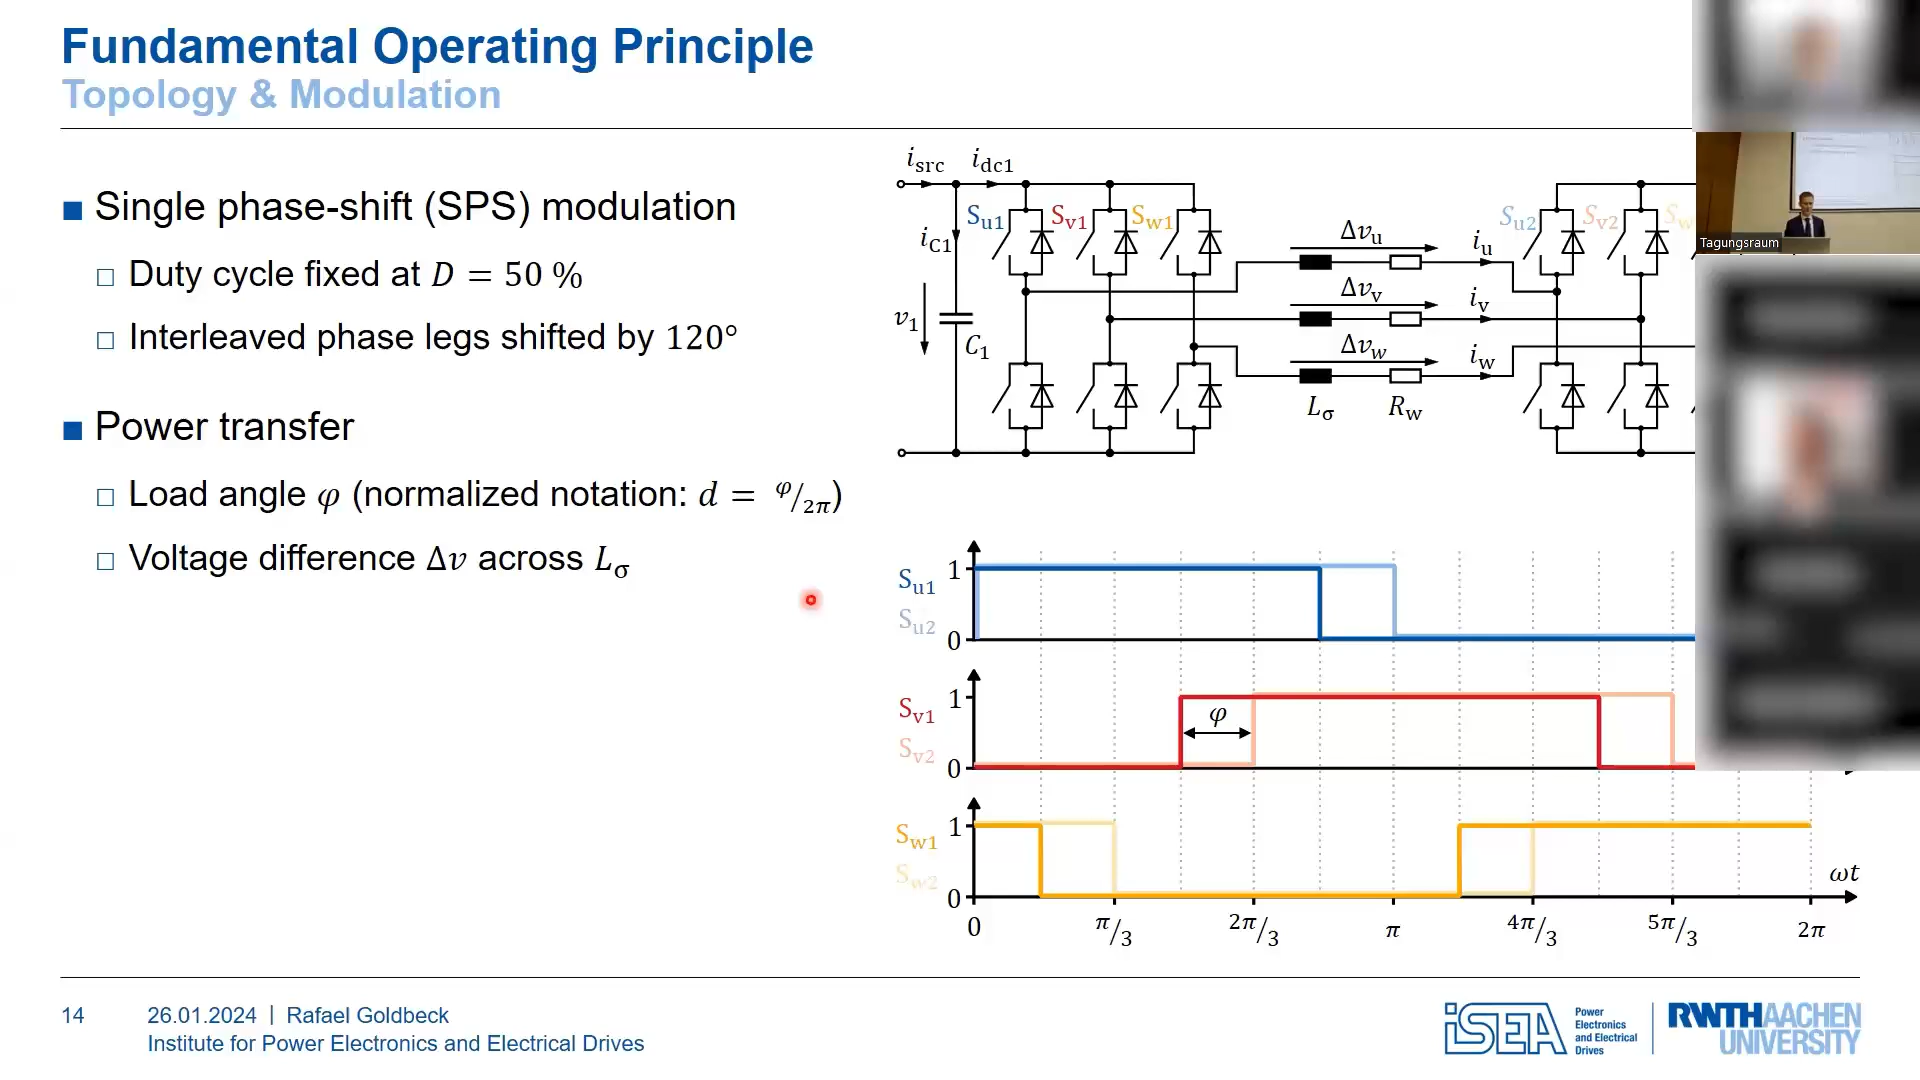 Fundamental Operating Principle
Topology & Modulation
■ Single phase-shift (SPS) modulation
□ Duty cycle fixed at D = 50 %
□ Interleaved phase legs shifted by 120°
■ Power transfer
□ Load angle φ (normalized notation: d = φ/2π)
□ Voltage difference Δv across Lσ
isrc idc1
Su1 Sv1 Sw1
iC1
v1
C1
Δvu iu
Δvv iv
Δvw iw
Lσ Rw
Su2 Sv2
Tagungsraum
Su1 1
Su2 0
Sv1 1
φ
Sv2 0
Sw1 1
Sw2 0
ωt
0 π/3 2π/3 π 4π/3 5π/3 2π
14 26.01.2024 | Rafael Goldbeck
Institute for Power Electronics and Electrical Drives
iSEA Power
Electronics
and Electrical
Drives
RWTH AACHEN
UNIVERSITY